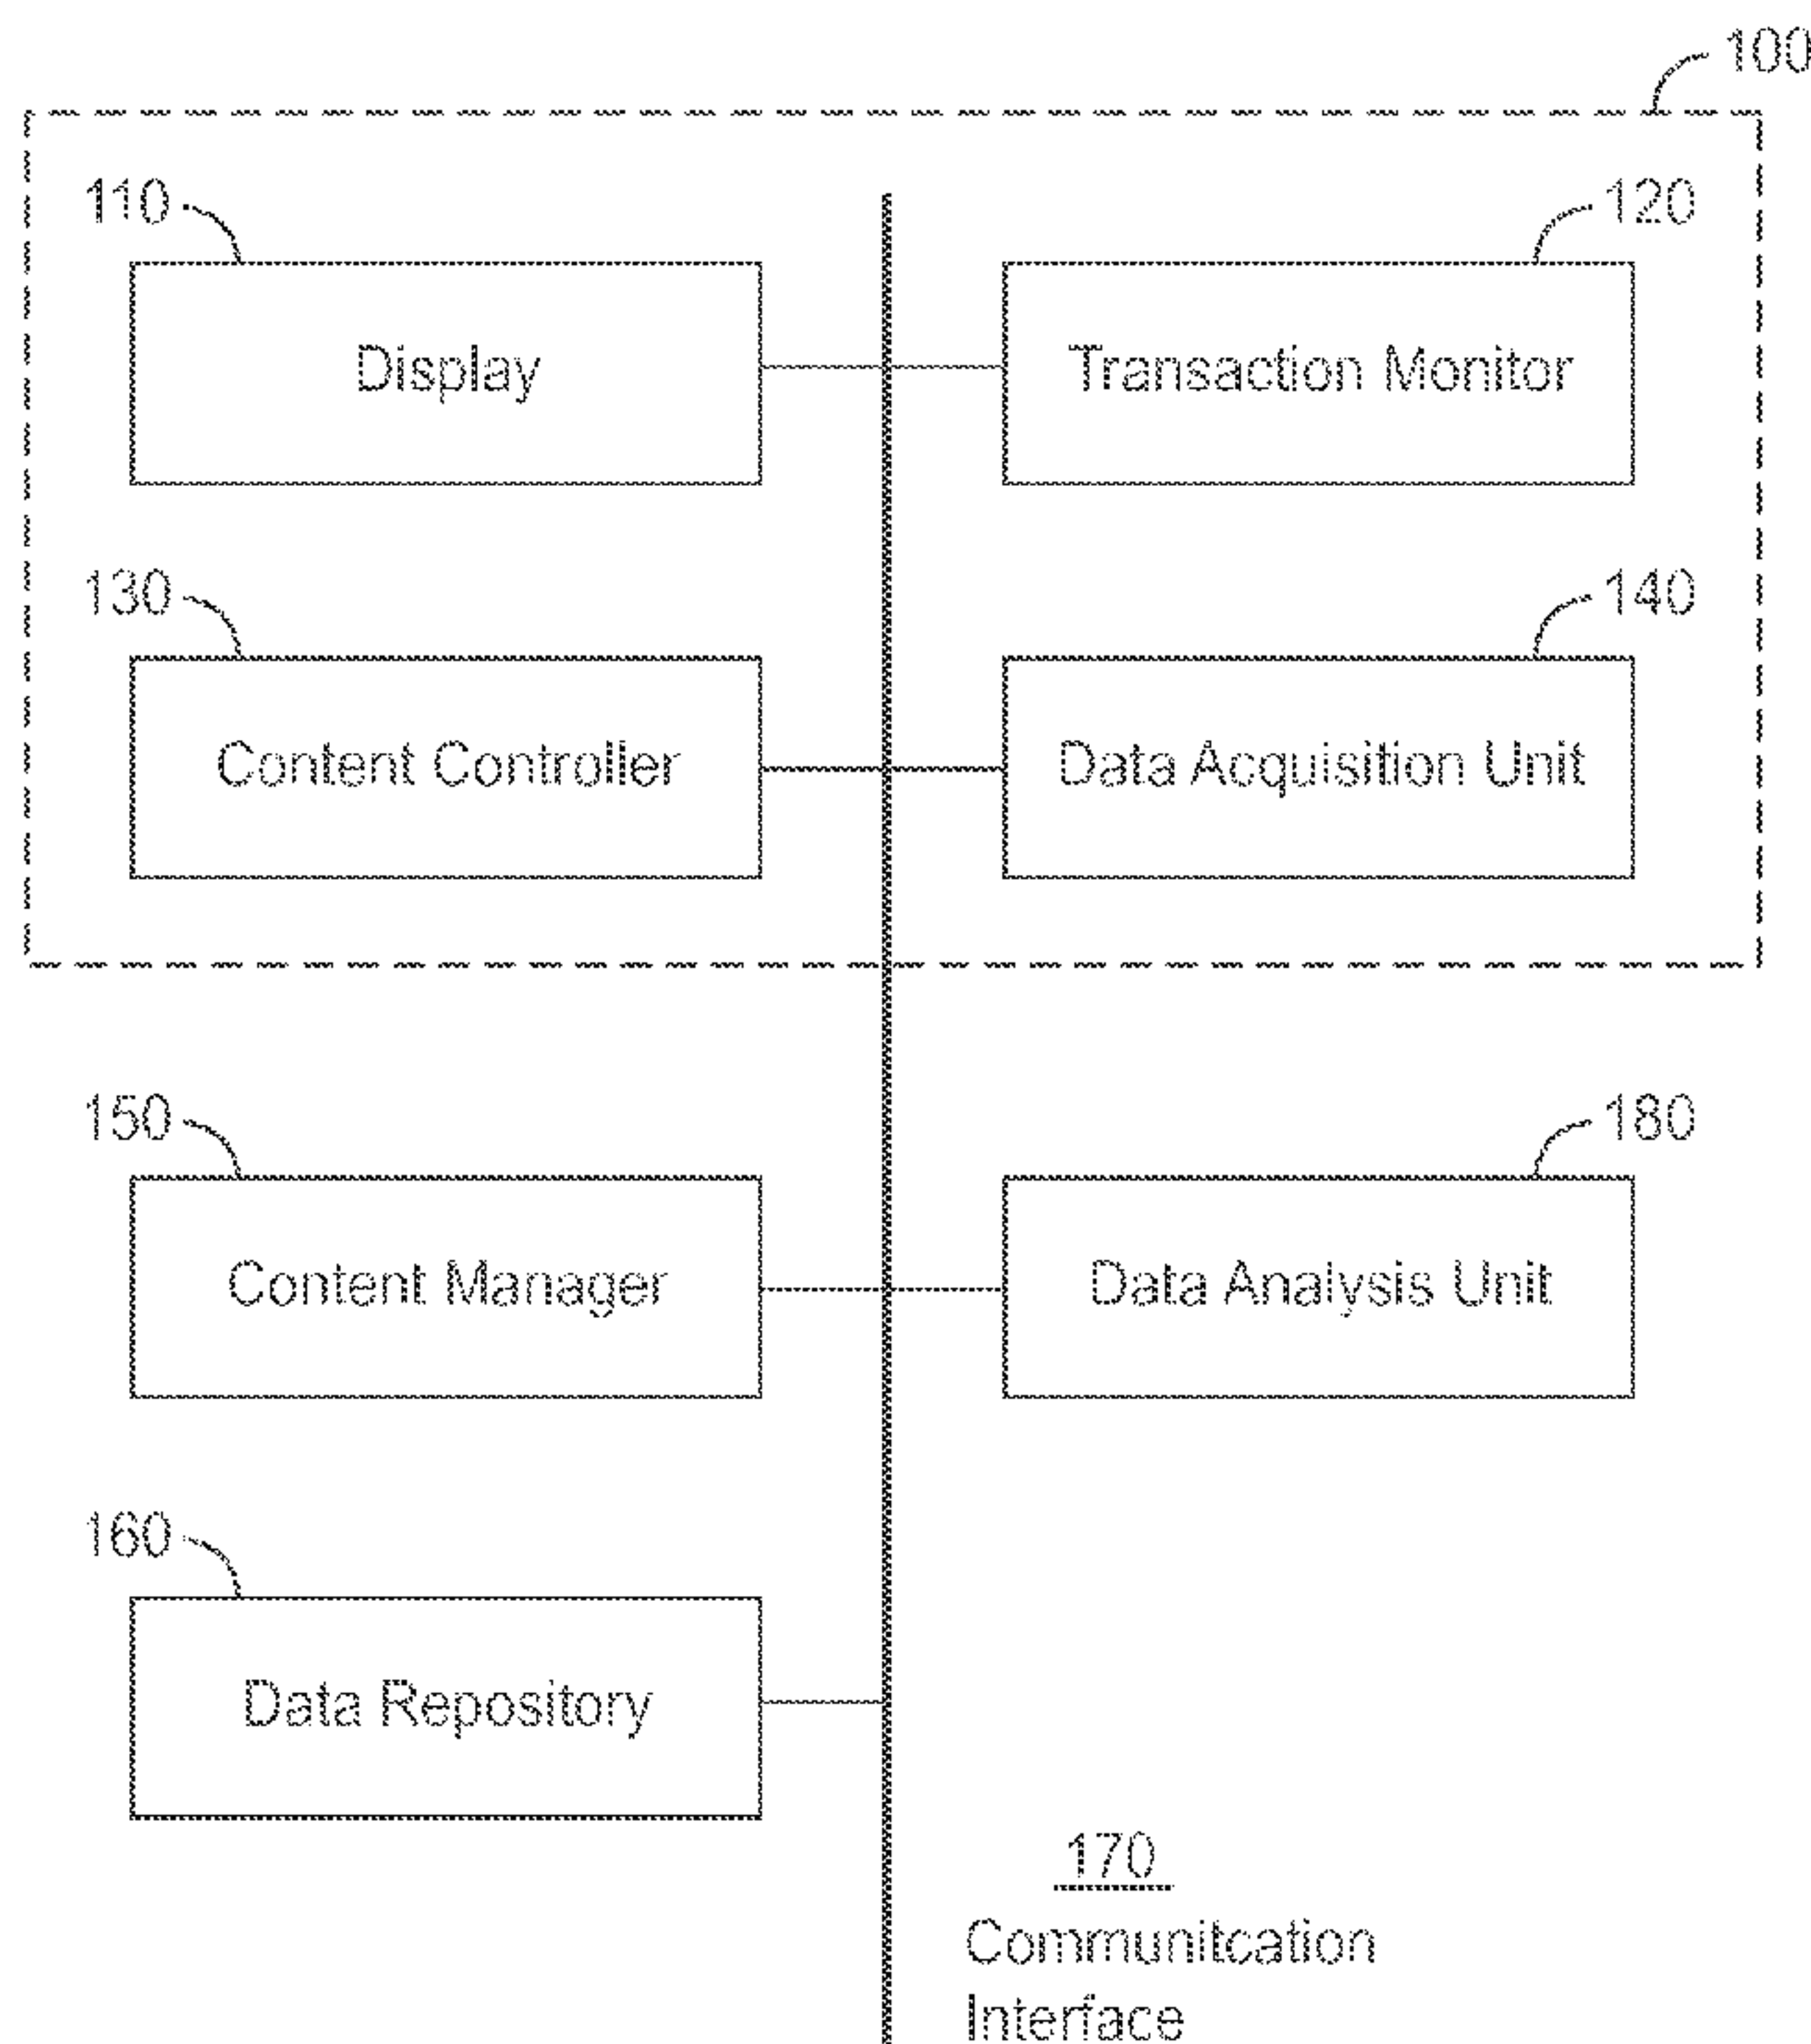 100
110
120
Display
Transaction Monitor
130
140
Content Controller
Data Acquisition Unit
150
180
Content Manager
Data Analysis Unit
160
Data Repository
170
Communitcation
Interface